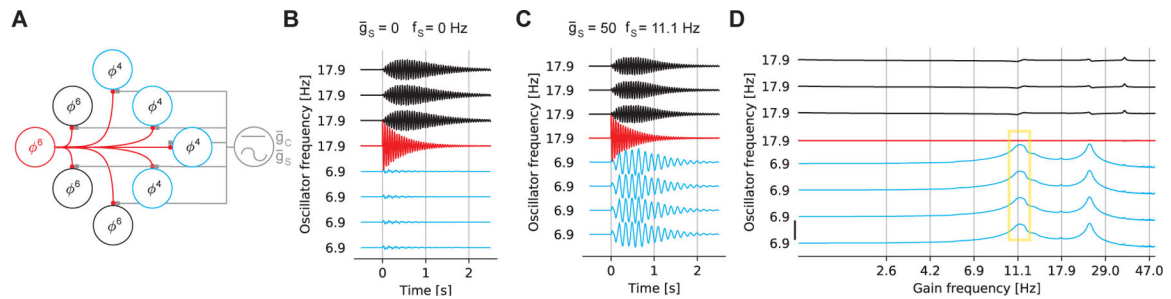 A
ϕ⁴
ϕ⁶
ϕ⁴
ϕ⁶
ϕ⁴
ḡC
ḡS
ϕ⁶
ϕ⁴
ϕ⁶
B
ḡS = 0 fS = 0 Hz
Oscillator frequency [Hz]
17.9
17.9
17.9
17.9
6.9
6.9
6.9
6.9
0 1 2
Time [s]
C
ḡS = 50 fS = 11.1 Hz
Oscillator frequency [Hz]
17.9
17.9
17.9
17.9
6.9
6.9
6.9
6.9
0 1 2
Time [s]
D
Oscillator frequency [Hz]
17.9
17.9
17.9
17.9
6.9
6.9
6.9
6.9
2.6 4.2 6.9 11.1 17.9 29.0 47.0
Gain frequency [Hz]